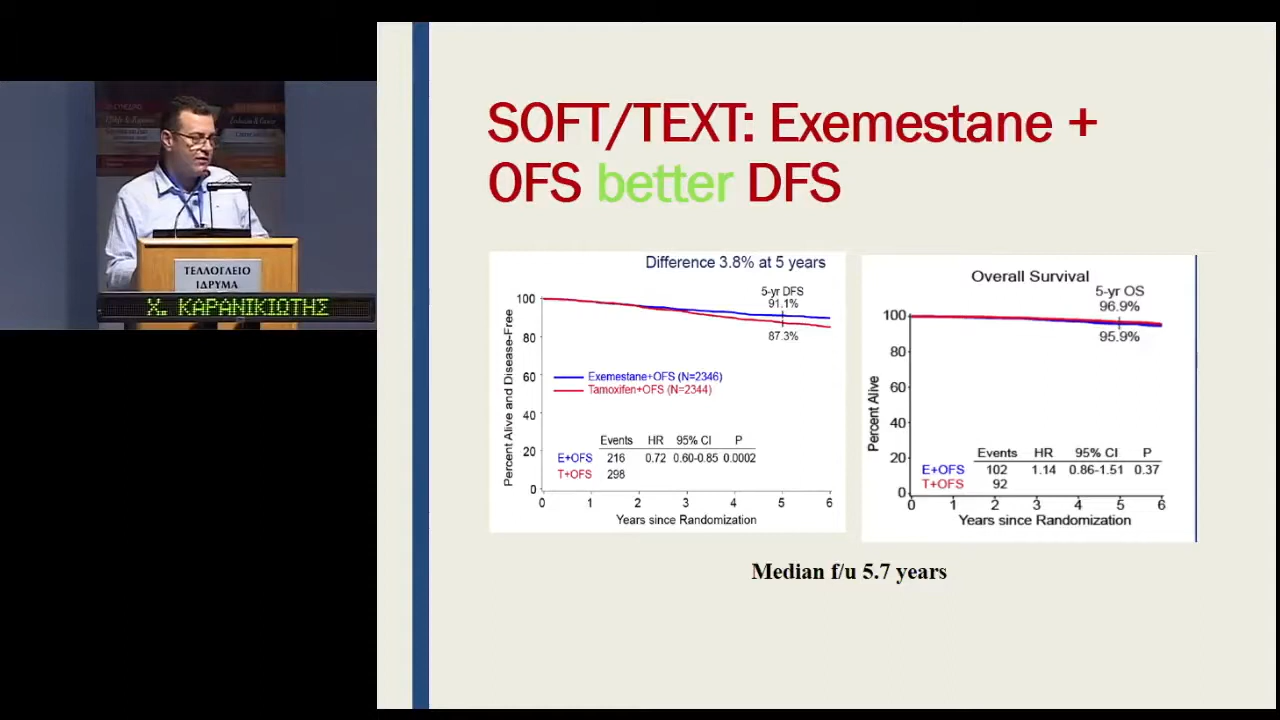 ΤΕΛΛΟΓΛΕΙΟ
ΙΔΡΥΜΑ
Χ. ΚΑΡΑΝΙΚΙΩΤΗΣ
SOFT/TEXT: Exemestane +
OFS better DFS
Difference 3.8% at 5 years
5-yr DFS
91.1%
87.3%
100
80
60
40
20
0
Percent Alive and Disease-Free
Exemestane+OFS (N=2346)
Tamoxifen+OFS (N=2344)
Events HR 95% CI P
E+OFS 216 0.72 0.60-0.85 0.0002
T+OFS 298
0 1 2 3 4 5 6
Years since Randomization
Overall Survival
5-yr OS
96.9%
95.9%
100
80
60
40
20
0
Percent Alive
Events HR 95% CI P
E+OFS 102 1.14 0.86-1.51 0.37
T+OFS 92
0 1 2 3 4 5 6
Years since Randomization
Median f/u 5.7 years